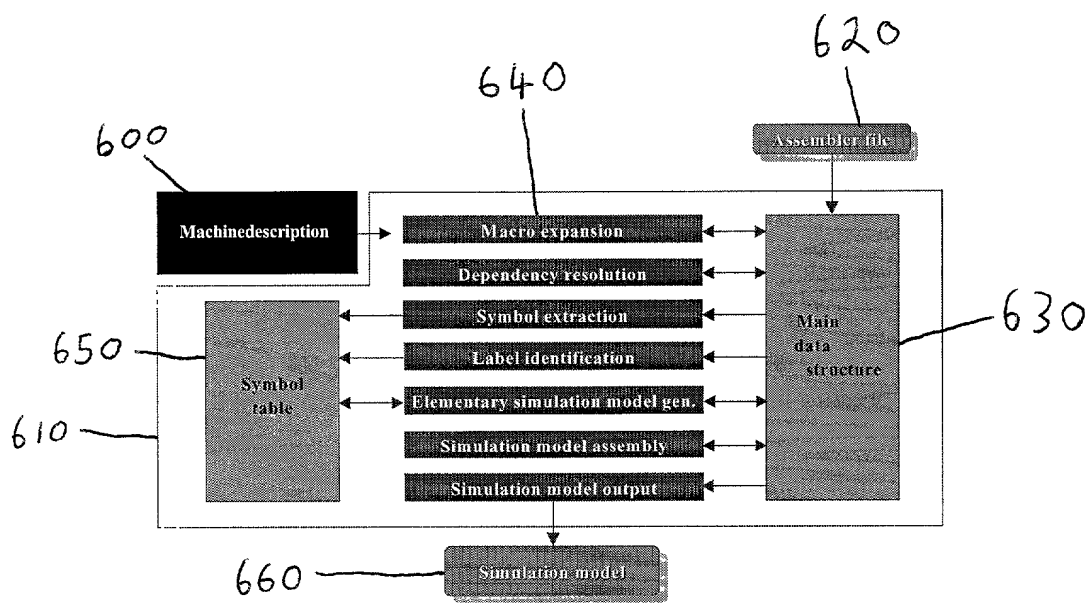 620
640
600
Assembler file
Machinedescription
Macro expansion
Dependency resolution
Symbol extraction
Label identification
Elementary simulation model gen.
Simulation model assembly
Simulation model output
Main
data
structure
630
650
Symbol
table
610
660
Simulation model